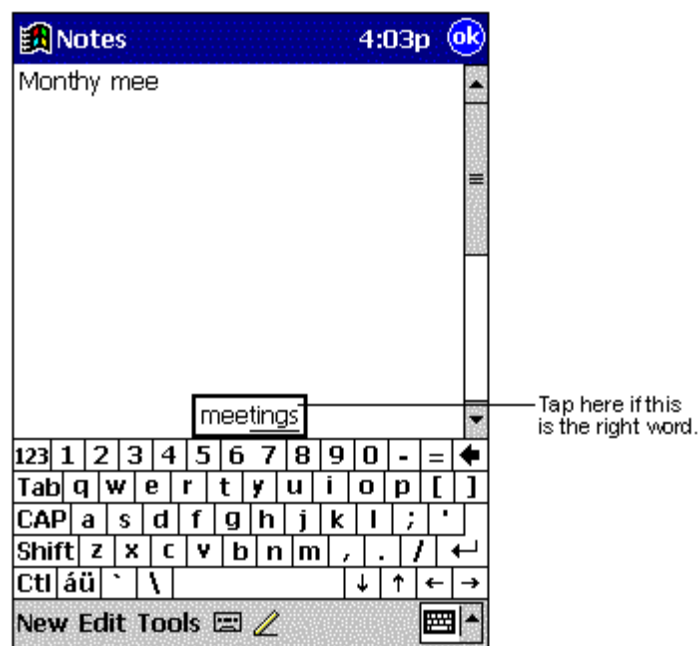 Notes 4:03p ok
Monthy mee
meetings
Tap here if this
is the right word.
123 1 2 3 4 5 6 7 8 9 0 - = ←
Tab q w e r t y u i o p [ ]
CAP a s d f g h j k l ; '
Shift z x c v b n m , . / ↵
Ctl áü ` \ ↓ ↑ ← →
New Edit Tools